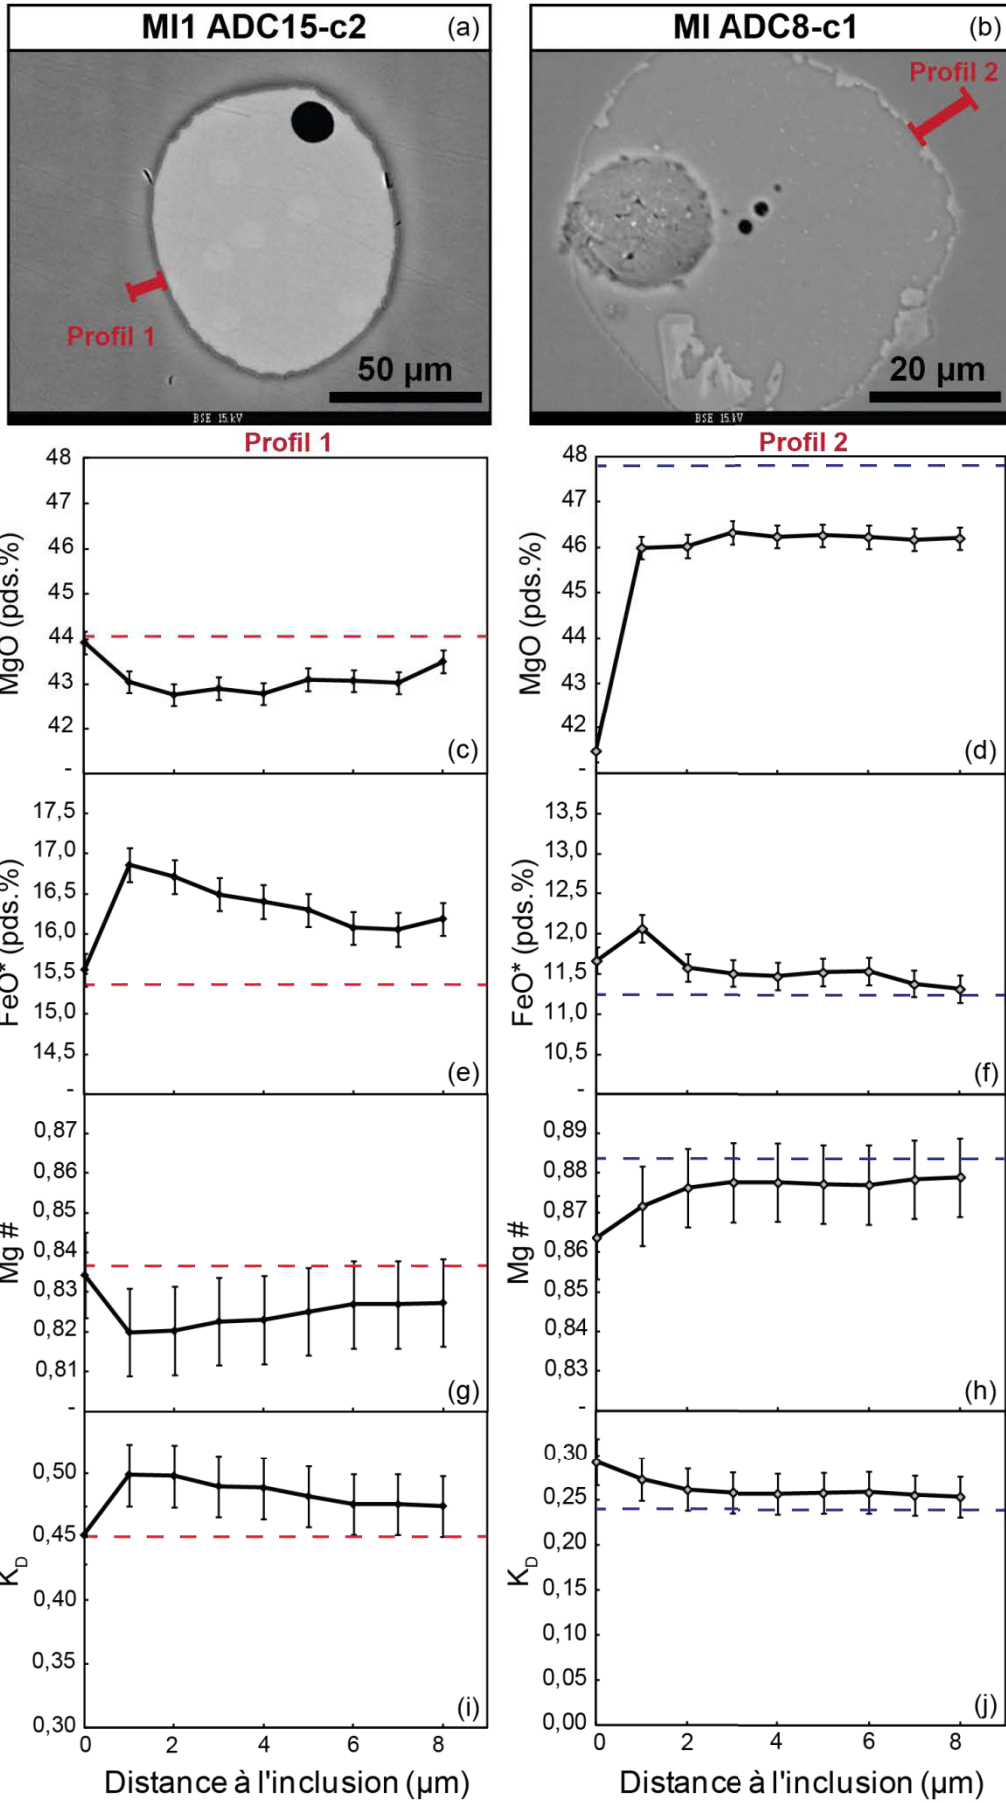 MI1 ADC15-c2 (a)
MI ADC8-c1 (b)
Profil 1
50 µm
BSE 15.kV
Profil 2
20 µm
BSE 15.kV
Profil 1
MgO (pds.%)
48
47
46
45
44
43
42
-
(c)
Profil 2
MgO (pds.%)
48
47
46
45
44
43
42
-
(d)
FeO* (pds.%)
17,5
17,0
16,5
16,0
15,5
15,0
14,5
-
(e)
FeO* (pds.%)
13,5
13,0
12,5
12,0
11,5
11,0
10,5
-
(f)
Mg #
0,87
0,86
0,85
0,84
0,83
0,82
0,81
-
(g)
Mg #
0,89
0,88
0,87
0,86
0,85
0,84
0,83
-
(h)
K_D
0,50
0,45
0,40
0,35
0,30
(i)
0 2 4 6 8
Distance à l'inclusion (µm)
K_D
0,30
0,25
0,20
0,15
0,10
0,05
0,00
(j)
0 2 4 6 8
Distance à l'inclusion (µm)